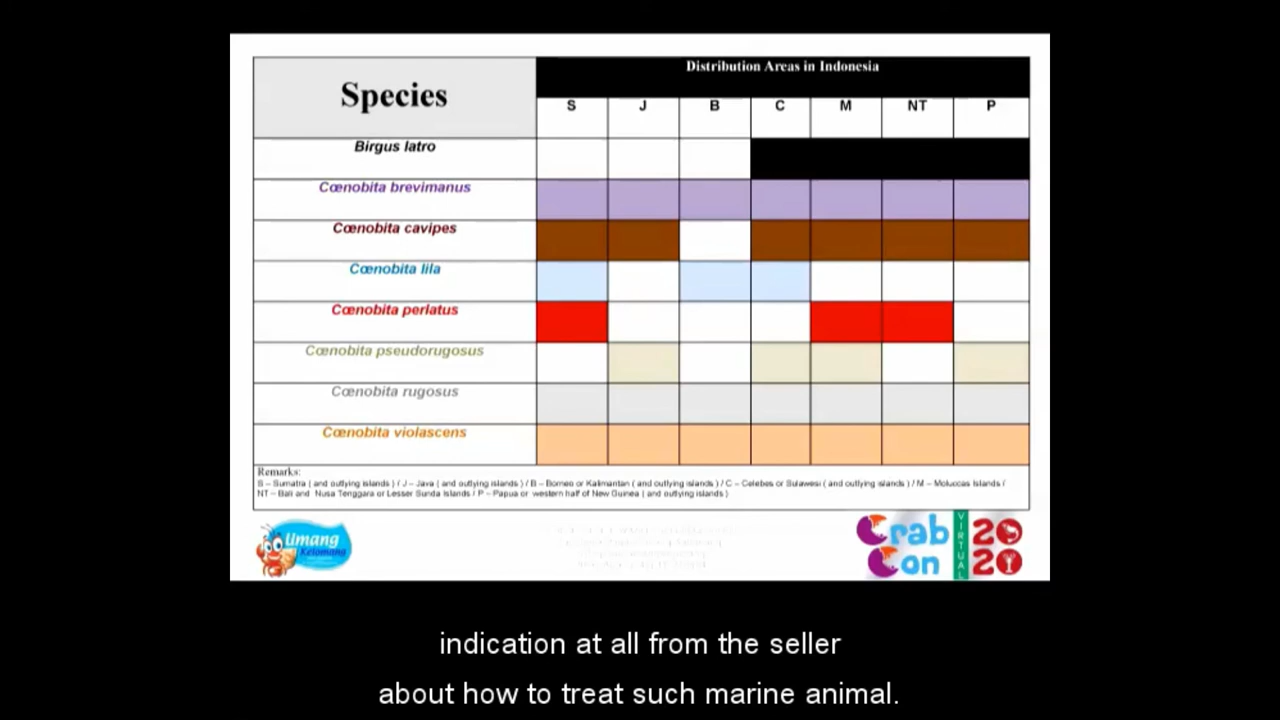 Species
Distribution Areas in Indonesia
S J B C M NT P
Birgus latro
Cœnobita brevimanus
Cœnobita cavipes
Cœnobita lila
Cœnobita perlatus
Cœnobita pseudorugosus
Cœnobita rugosus
Cœnobita violascens
Remarks:
S – Sumatra ( and outlying islands ) / J – Java ( and outlying islands ) / B – Borneo or Kalimantan ( and outlying islands ) / C – Celebes or Sulawesi ( and outlying islands ) / M – Moluccas Islands /
NT – Bali and Nusa Tenggara or Lesser Sunda Islands / P – Papua or western half of New Guinea ( and outlying islands )
Umang
Kelomang
Crab
Con
VIRTUAL
20
20
indication at all from the seller
about how to treat such marine animal.